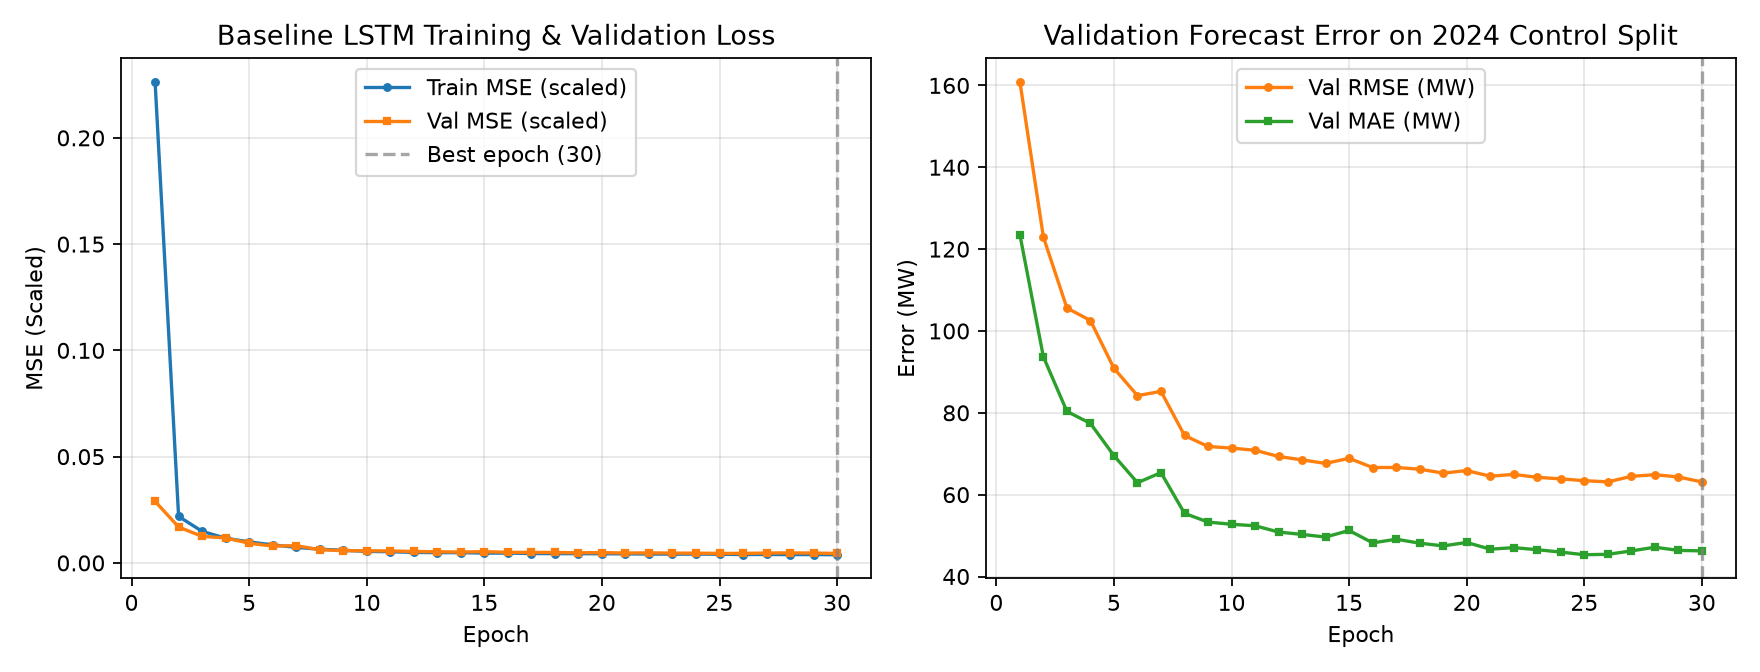 Baseline LSTM Training & Validation Loss
Train MSE (scaled)
Val MSE (scaled)
Best epoch (30)
MSE (Scaled)
0.20
0.15
0.10
0.05
0.00
0 5 10 15 20 25 30
Epoch
Validation Forecast Error on 2024 Control Split
Val RMSE (MW)
Val MAE (MW)
Error (MW)
160
140
120
100
80
60
40
0 5 10 15 20 25 30
Epoch